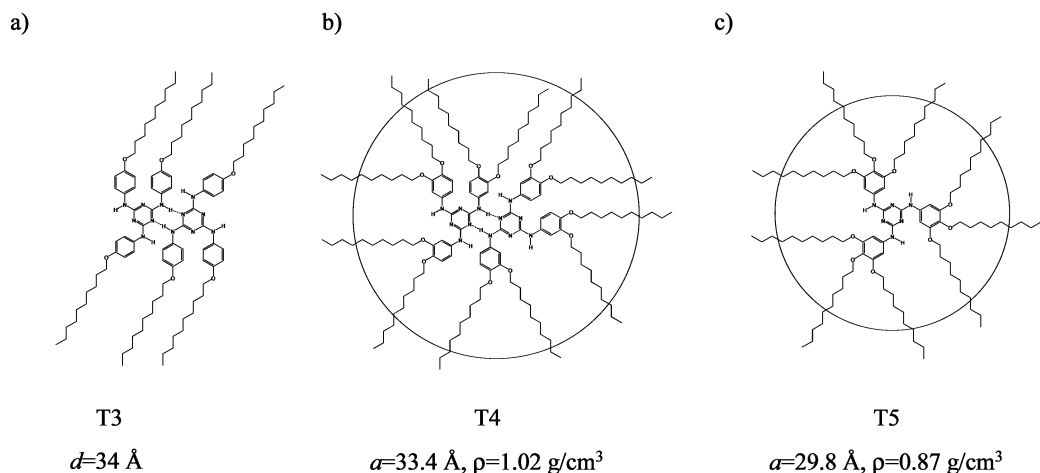 a)
b)
c)
T3
T4
T5
d=34 Å
a=33.4 Å, ρ=1.02 g/cm³
a=29.8 Å, ρ=0.87 g/cm³